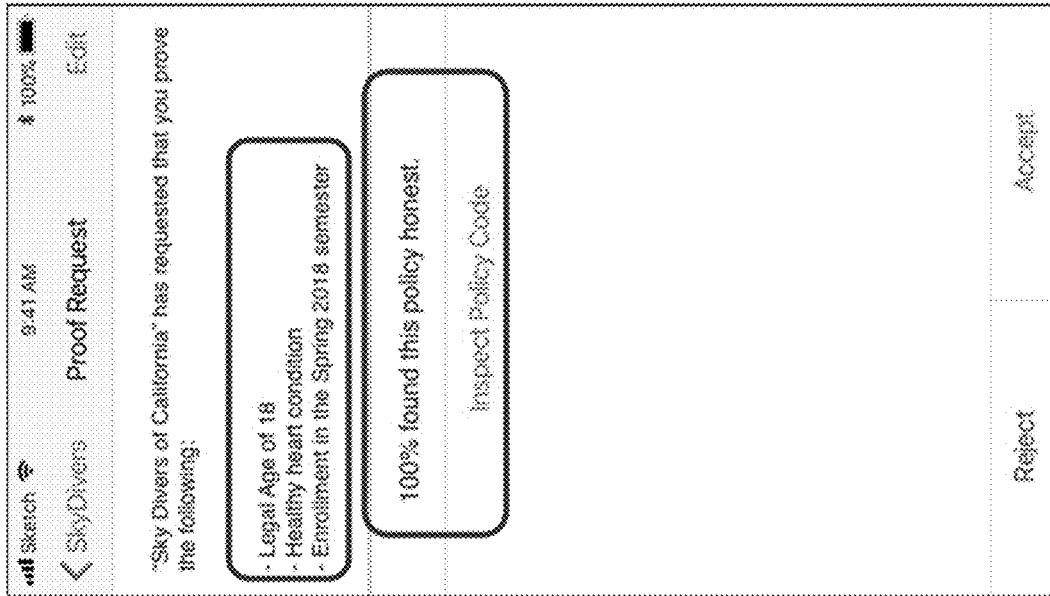 Sketch 9:41 AM 100%
SkyDivers Proof Request Edit
"Sky Divers of California" has requested that you prove
the following:
- Legal Age of 18
- Healthy heart condition
- Enrollment in the Spring 2018 semester
100% found this policy honest.
Inspect Policy Code
Reject Accept